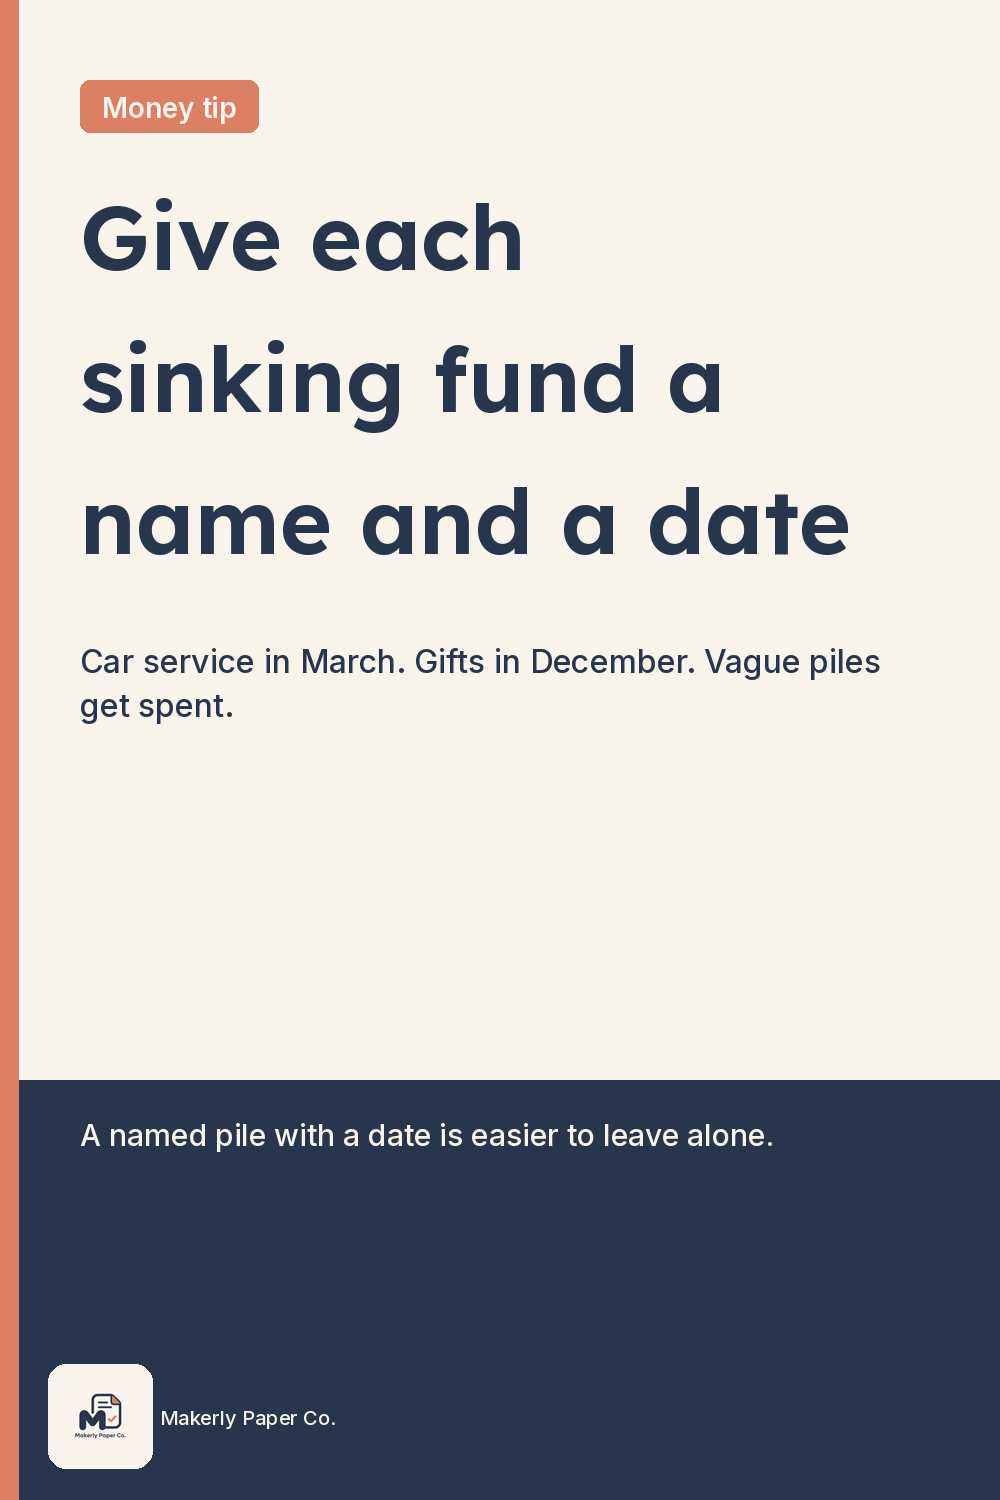 Money tip
Give each
sinking fund a
name and a date
Car service in March. Gifts in December. Vague piles
get spent.
A named pile with a date is easier to leave alone.
Makerly Paper Co.
Makerly Paper Co.